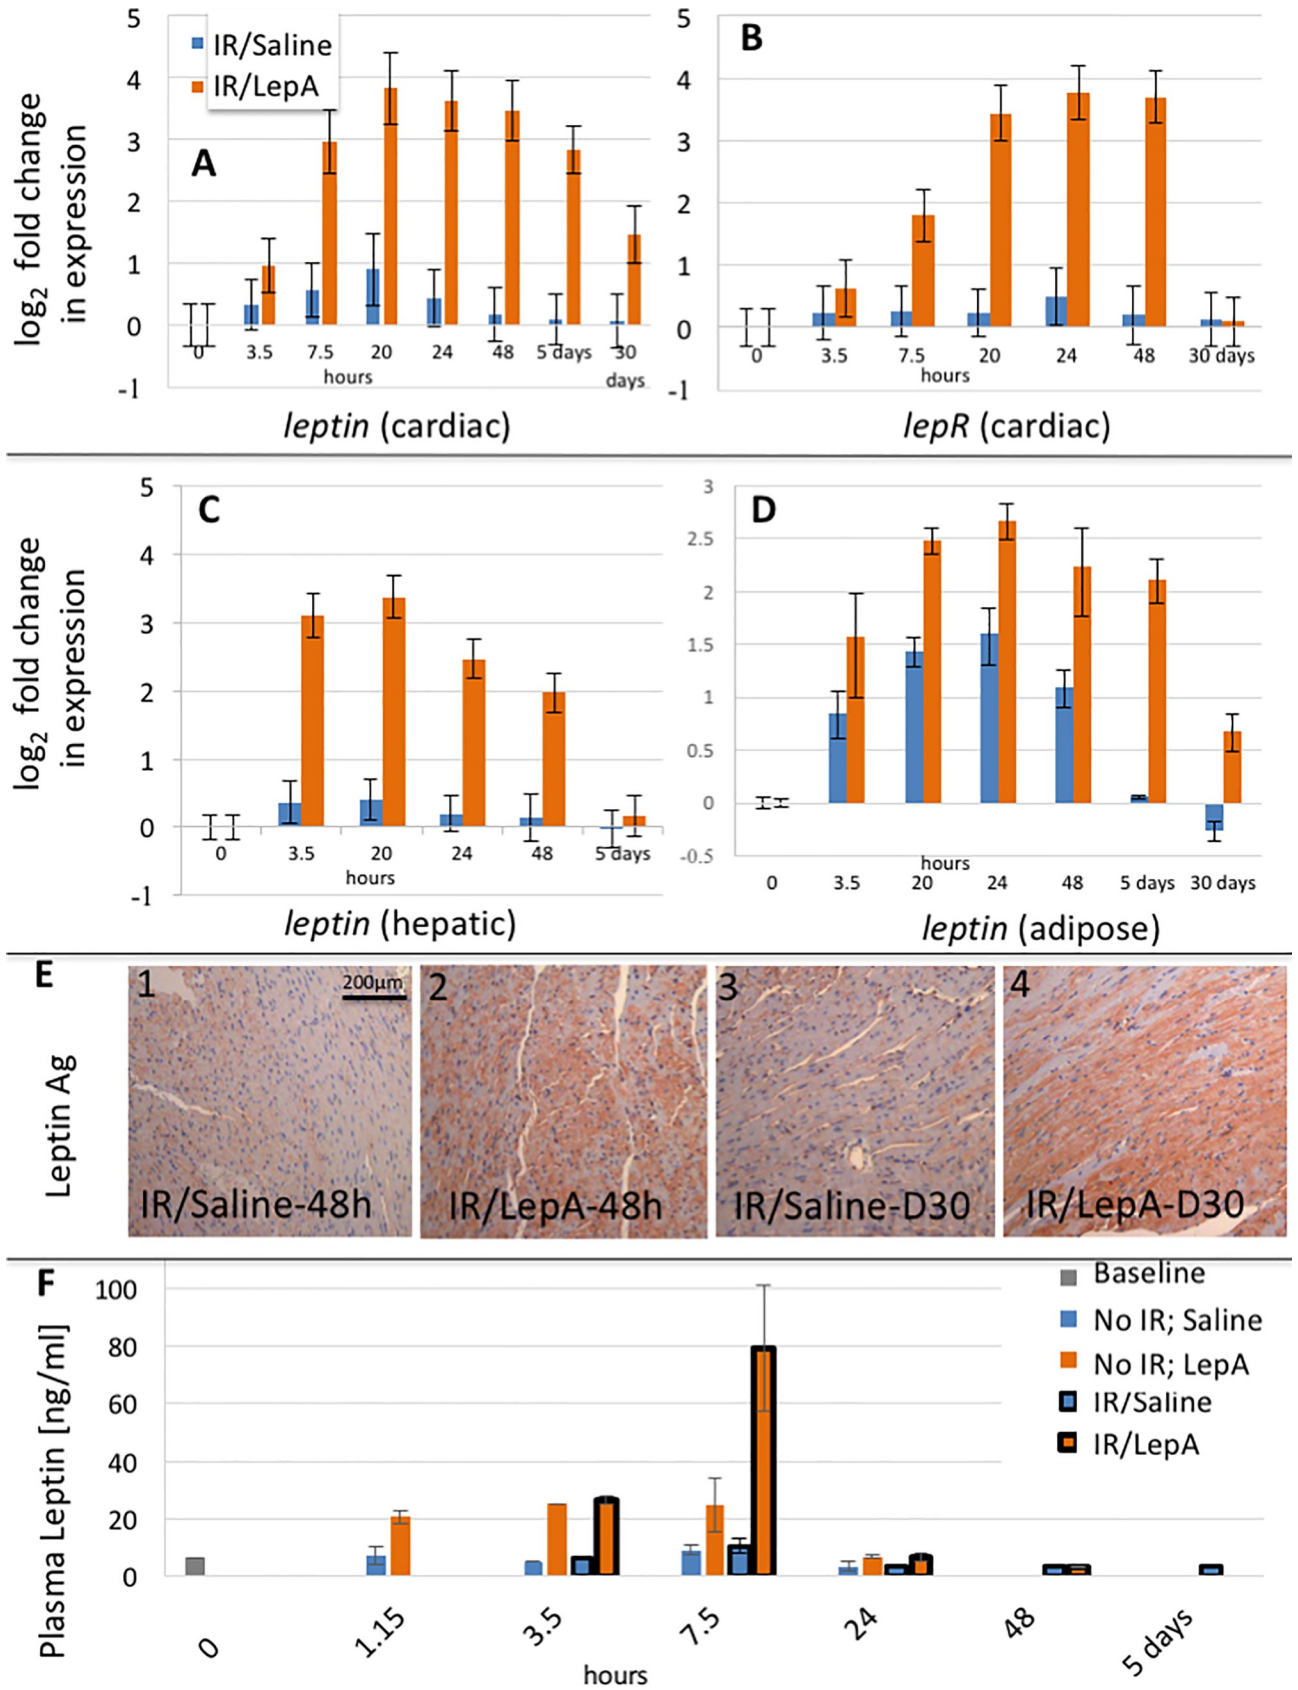 5
4
3
2
1
0
-1
IR/Saline
IR/LepA
A
log2 fold change
in expression
0 3.5 7.5 20 24 48 5 days 30
hours days
leptin (cardiac)
5
4
3
2
1
0
-1
B
0 3.5 7.5 20 24 48 30 days
hours
lepR (cardiac)
5
4
3
2
1
0
-1
C
log2 fold change
in expression
0 3.5 20 24 48 5 days
hours
leptin (hepatic)
3
2.5
2
1.5
1
0.5
0
-0.5
D
hours
0 3.5 20 24 48 5 days 30 days
leptin (adipose)
E
Leptin Ag
1
200µm
IR/Saline-48h
2
IR/LepA-48h
3
IR/Saline-D30
4
IR/LepA-D30
F
Plasma Leptin [ng/ml]
100
80
60
40
20
0
Baseline
No IR; Saline
No IR; LepA
IR/Saline
IR/LepA
0 1.15 3.5 7.5 24 48 5 days
hours